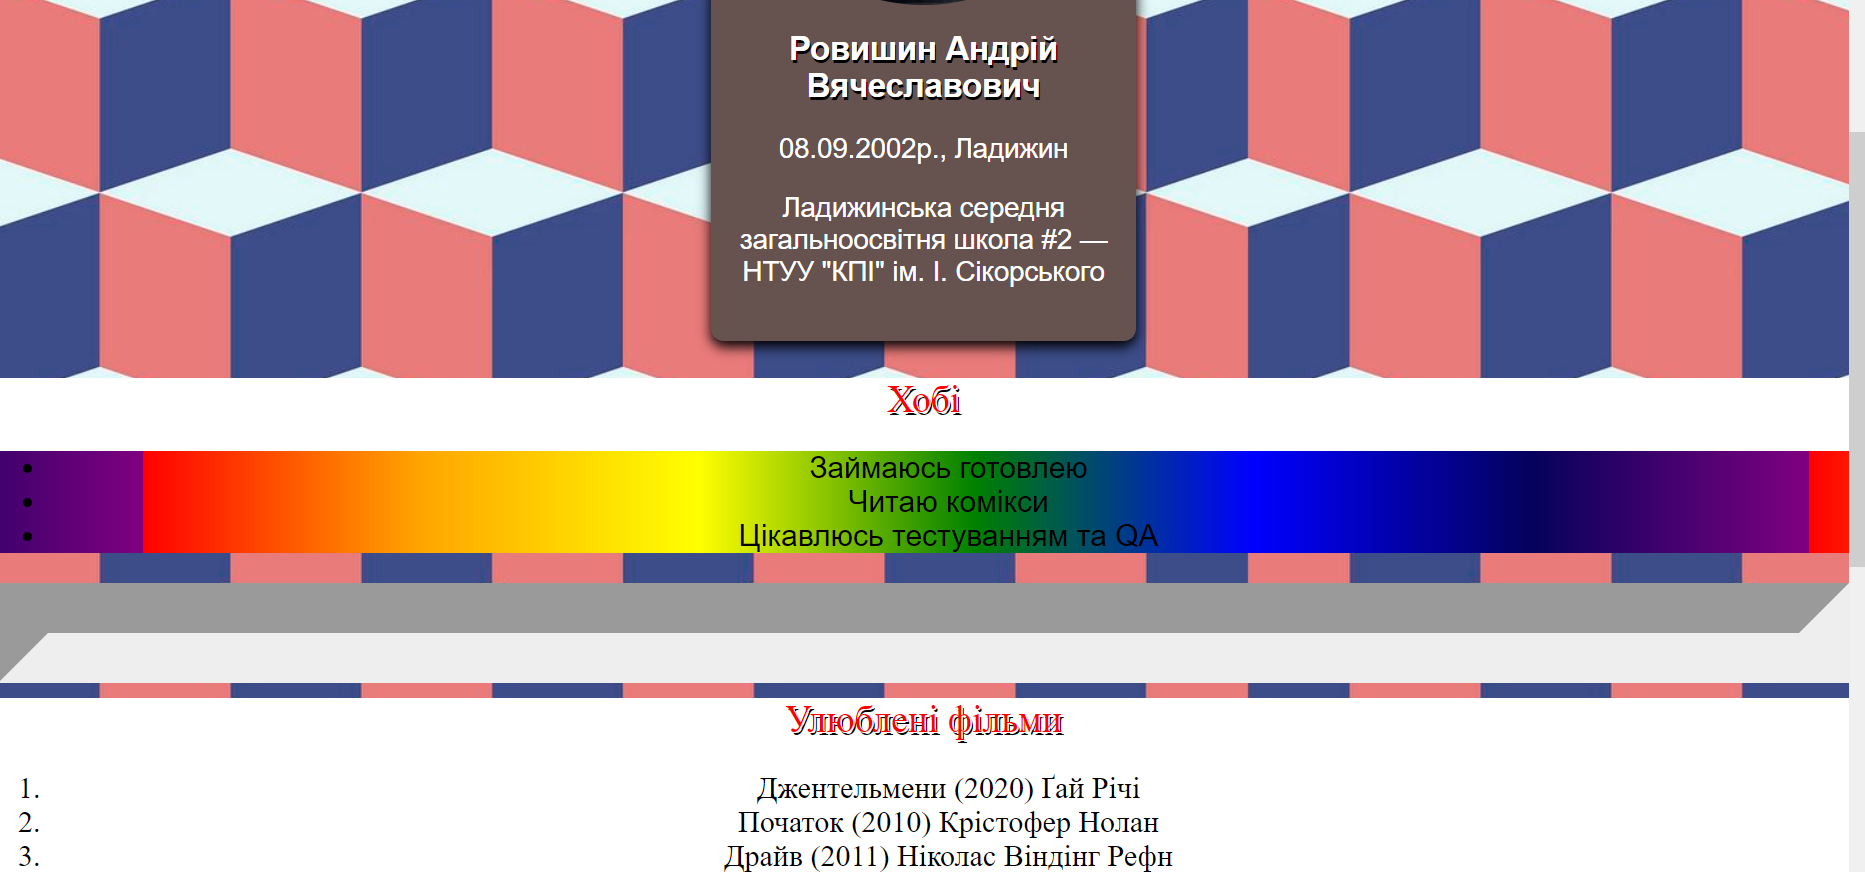 Ровишин Андрій
Вячеславович
08.09.2002р., Ладижин
Ладижинська середня
загальноосвітня школа #2 —
НТУУ "КПІ" ім. І. Сікорського
Хобі
Займаюсь готовлею
Читаю комікси
Цікавлюсь тестуванням та QA
Улюблені фільми
1. Джентельмени (2020) Ґай Річі
2. Початок (2010) Крістофер Нолан
3. Драйв (2011) Ніколас Віндінг Рефн